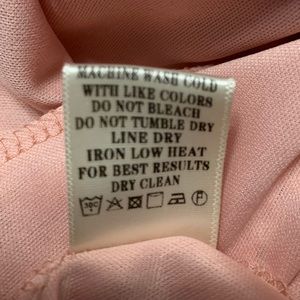 MACHINE WASH COLD
WITH LIKE COLORS
DO NOT BLEACH
DO NOT TUMBLE DRY
LINE DRY
IRON LOW HEAT
FOR BEST RESULTS
DRY CLEAN
30C
P